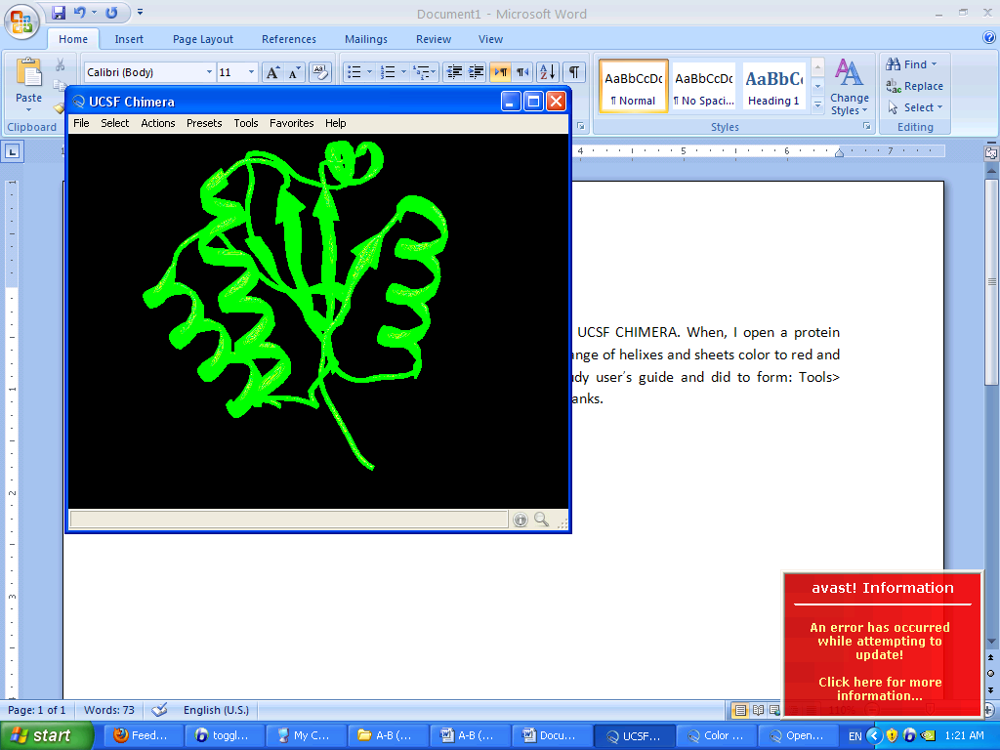 Document1 - Microsoft Word
Home Insert Page Layout References Mailings Review View
Paste
Clipboard
Calibri (Body) 11
AaBbCcDc AaBbCcDc AaBbC
¶ Normal ¶ No Spaci... Heading 1
Change Styles
Styles
Find
Replace
Select
Editing
UCSF Chimera
File Select Actions Presets Tools Favorites Help
4 5 6 7
UCSF CHIMERA. When, I open a protein
ange of helixes and sheets color to red and
dy user's guide and did to form: Tools>
anks.
avast! Information
An error has occurred
while attempting to
update!
Click here for more
information...
Page: 1 of 1 Words: 73 English (U.S.)
start Feed... toggl... My C... A-B (... A-B (... Docu... UCSF... Color ... Open... EN 1:21 AM